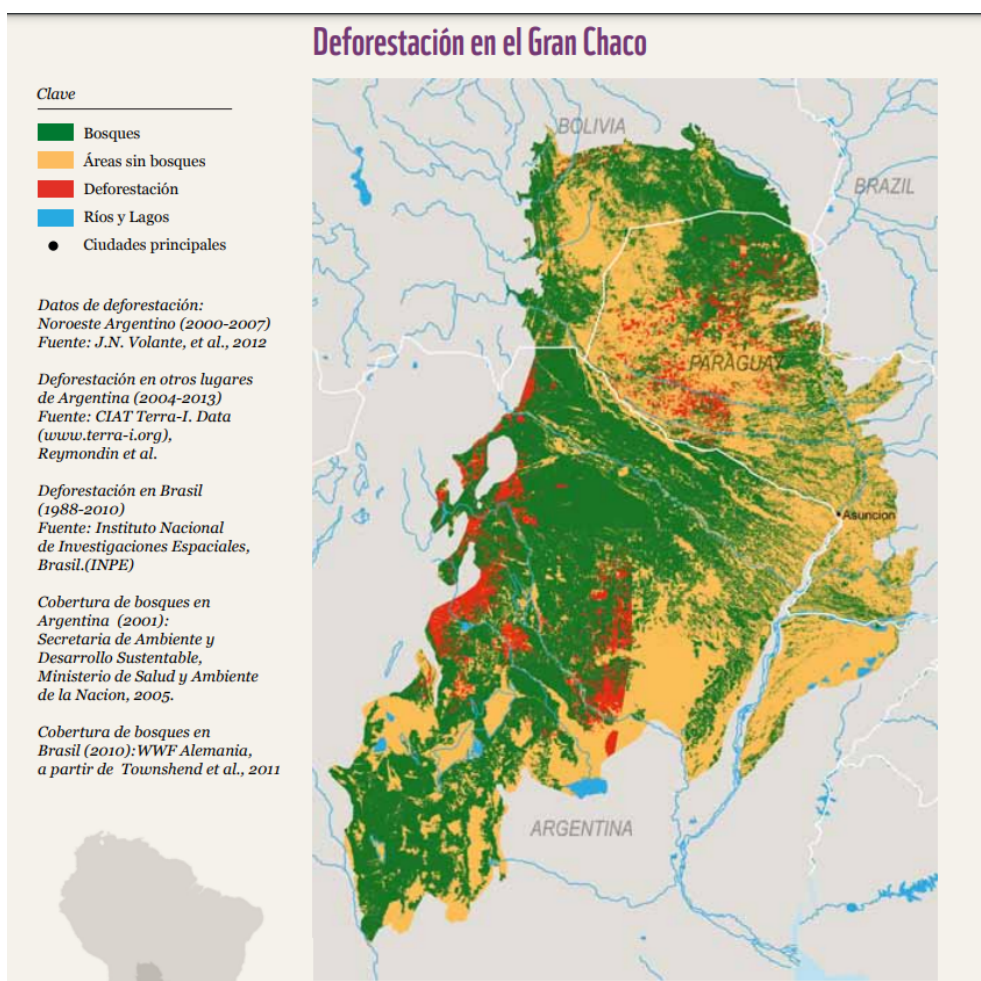 Deforestación en el Gran Chaco
Clave
Bosques
Áreas sin bosques
Deforestación
Ríos y Lagos
Ciudades principales
Datos de deforestación:
Noroeste Argentino (2000-2007)
Fuente: J.N. Volante, et al., 2012
Deforestación en otros lugares
de Argentina (2004-2013)
Fuente: CIAT Terra-I. Data
(www.terra-i.org),
Reymondin et al.
Deforestación en Brasil
(1988-2010)
Fuente: Instituto Nacional
de Investigaciones Espaciales,
Brasil.(INPE)
Cobertura de bosques en
Argentina (2001):
Secretaria de Ambiente y
Desarrollo Sustentable,
Ministerio de Salud y Ambiente
de la Nacion, 2005.
Cobertura de bosques en
Brasil (2010):WWF Alemania,
a partir de Townshend et al., 2011
BOLIVIA
BRAZIL
PARAGUAY
Asuncion
ARGENTINA